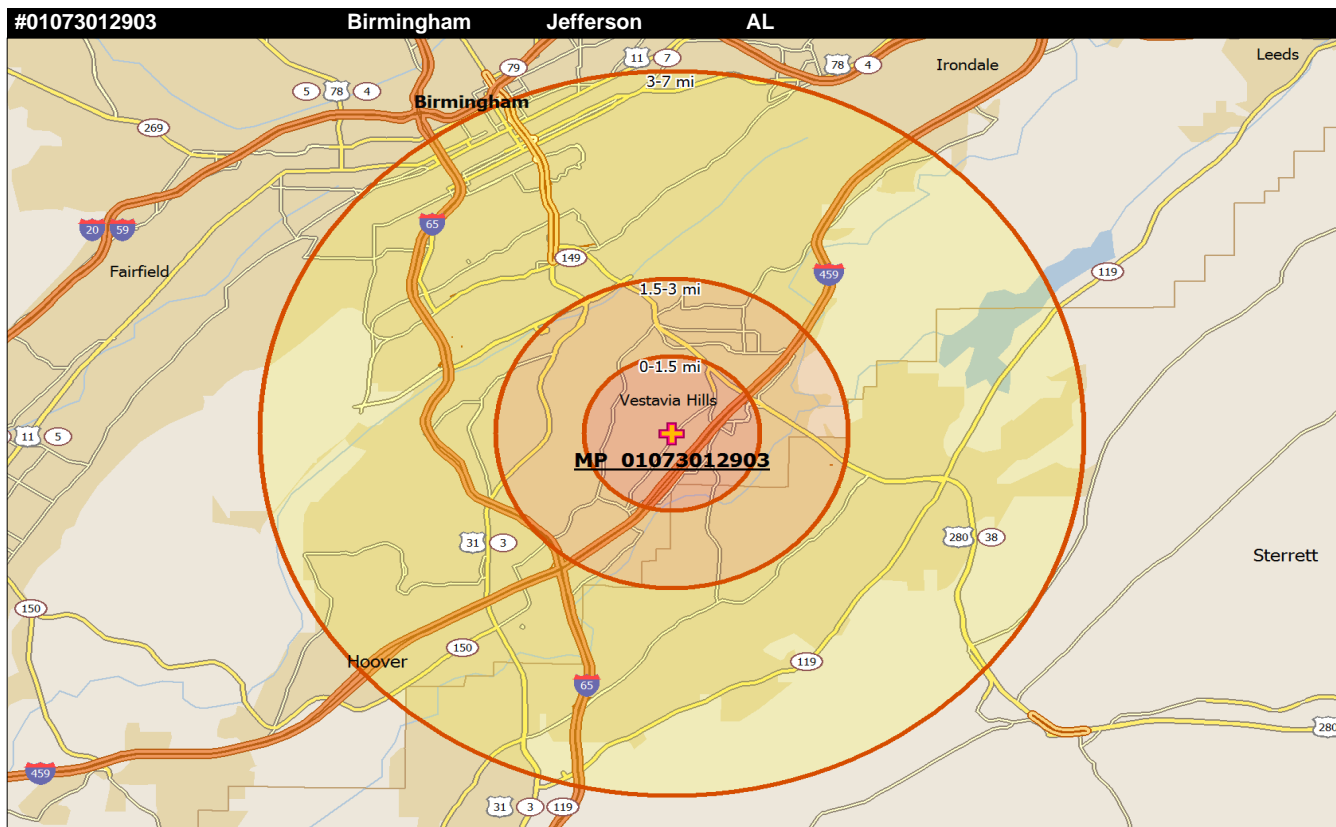 #01073012903 Birmingham Jefferson AL
11 7
78 4
Leeds
79
Irondale
3-7 mi
5 78 4
Birmingham
269
65
20 59
149
Fairfield
459
119
1.5-3 mi
0-1.5 mi
Vestavia Hills
11 5
MP 01073012903
31 3
280 38
Sterrett
150
150
Hoover
119
65
280
459
31 3 119